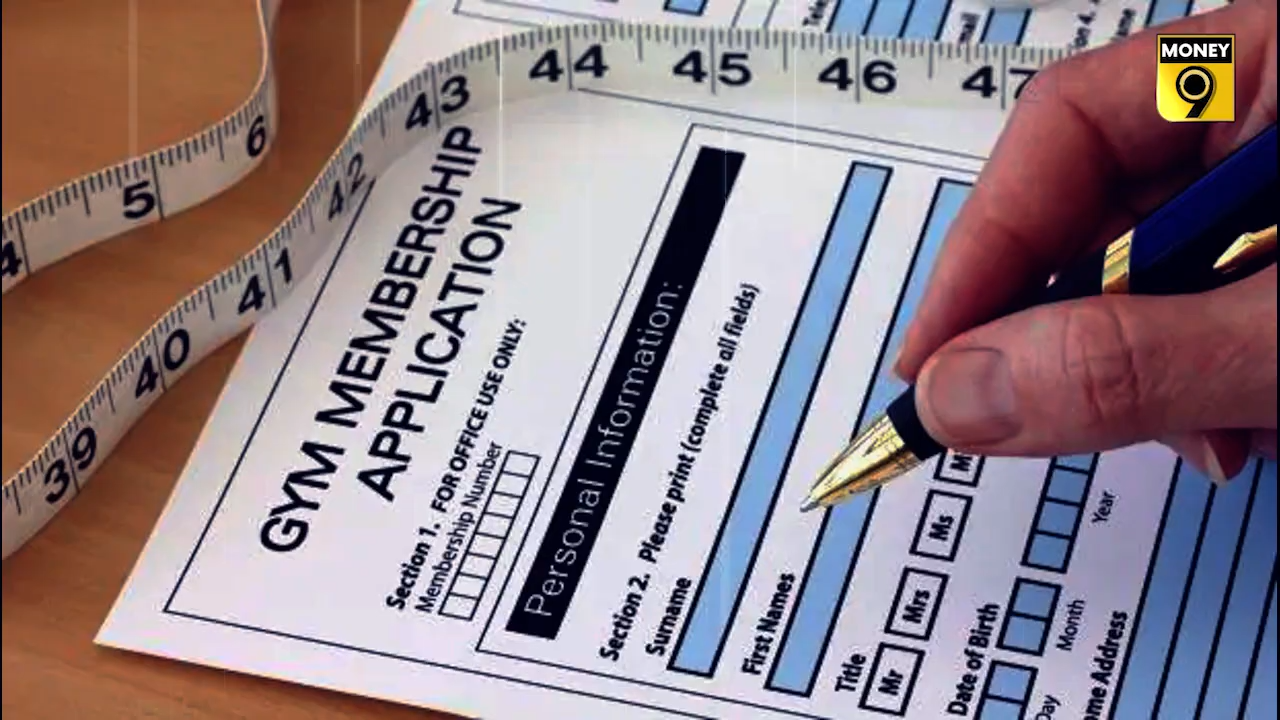 MONEY
9
4 5 6
39 40 41 42 43 44 45 46 47
GYM MEMBERSHIP
APPLICATION
Section 1. FOR OFFICE USE ONLY:
Membership Number
Personal Information:
Section 2. Please print (complete all fields)
Surname
First Names
Title Mr Mrs Ms
Date of Birth
Day Month Year